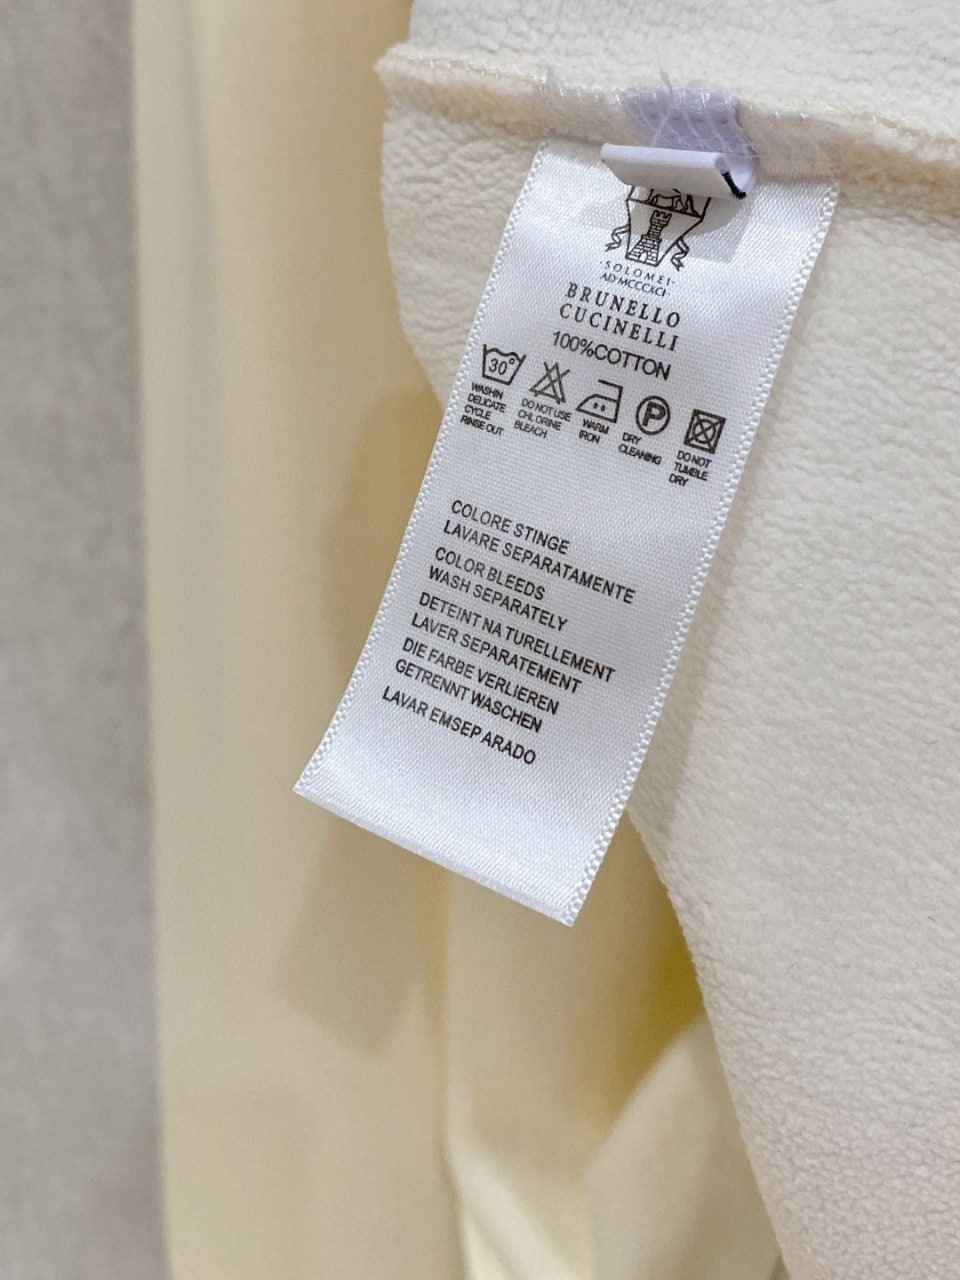 ·SOLOMEI·
AD·MCCCXCI·
BRUNELLO
CUCINELLI
100%COTTON
30°
WASHIN
DELICATE
CYCLE
RINSE OUT
DO NOT USE
CHLORINE
BLEACH
WARM
IRON
P
DRY
CLEANING
DO NOT
TUMBLE
DRY
COLORE STINGE
LAVARE SEPARATAMENTE
COLOR BLEEDS
WASH SEPARATELY
DETEINT NA TURELLEMENT
LAVER SEPARATEMENT
DIE FARBE VERLIEREN
GETRENNT WASCHEN
LAVAR EMSEP ARADO